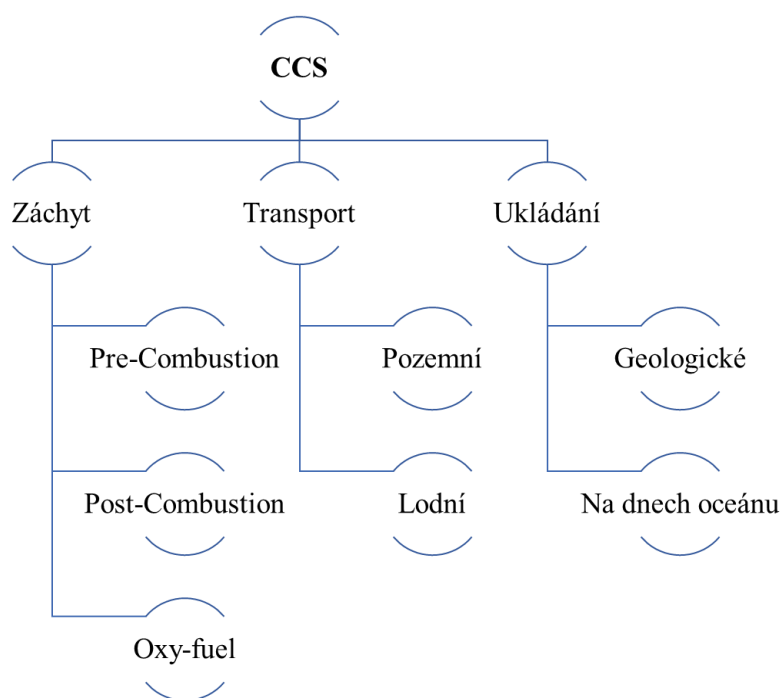 CCS
Záchyt
Transport
Ukládání
Pre-Combustion
Pozemní
Geologické
Post-Combustion
Lodní
Na dnech oceánu
Oxy-fuel